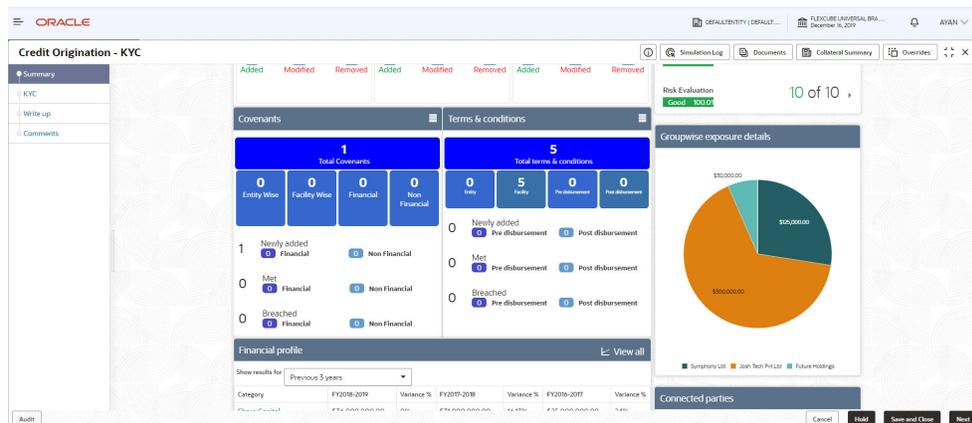 ORACLE
DEFAULTENTITY ( DEFAULT....
FLEXCUBE UNIVERSAL BRA....
December 16, 2019
AYAN
Credit Origination - KYC
Simulation Log
Documents
Collateral Summary
Overrides
Summary
KYC
Write up
Comments
Added Modified Removed Added Modified Removed Added Modified Removed
Risk Evaluation
Good 100.01
10 of 10
Covenants
1
Total Covenants
0 0 0 0
Entity Wise Facility Wise Financial Non Financial
1 Newly added
0 Financial 0 Non Financial
0 Met
0 Financial 0 Non Financial
0 Breached
0 Financial 0 Non Financial
Terms & conditions
5
Total terms & conditions
0 5 0 0
Entity Facility Pre disbursement Post disbursement
0 Newly added
0 Pre disbursement 0 Post disbursement
0 Met
0 Pre disbursement 0 Post disbursement
0 Breached
0 Pre disbursement 0 Post disbursement
Groupwise exposure details
$30,000.00
$125,000.00
$300,000.00
Symphony Ltd Josh Tech Pvt Ltd Future Holdings
Financial profile
View all
Show results for Previous 3 years
Category FY2018-2019 Variance % FY2017-2018 Variance % FY2016-2017 Variance %
Share Capital
Connected parties
Audit
Cancel
Hold
Save and Close
Next